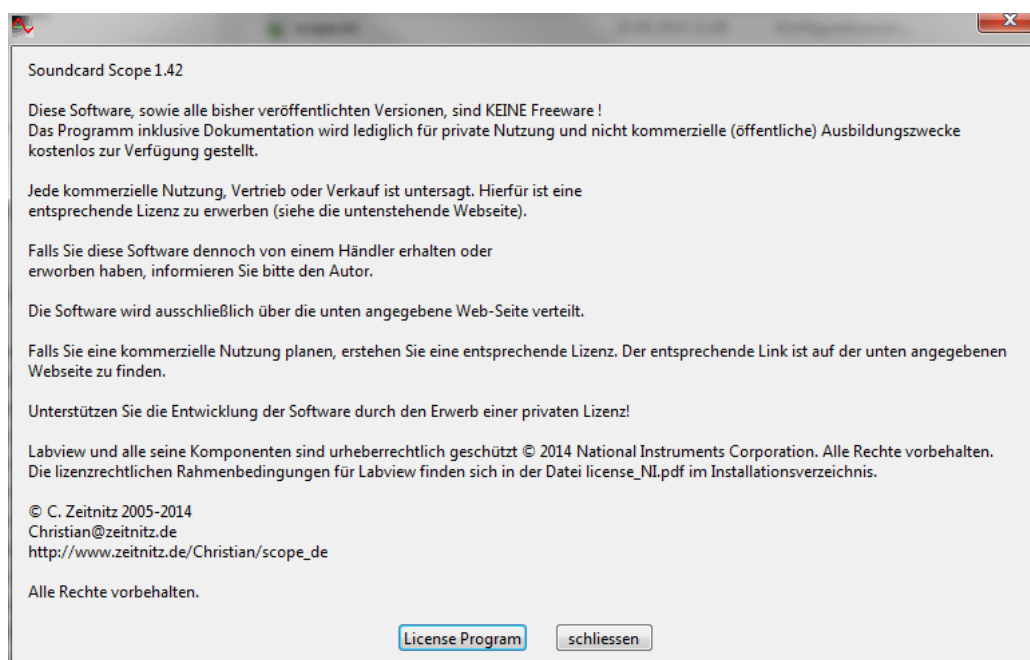 Soundcard Scope 1.42
Diese Software, sowie alle bisher veröffentlichten Versionen, sind KEINE Freeware !
Das Programm inklusive Dokumentation wird lediglich für private Nutzung und nicht kommerzielle (öffentliche) Ausbildungszwecke
kostenlos zur Verfügung gestellt.
Jede kommerzielle Nutzung, Vertrieb oder Verkauf ist untersagt. Hierfür ist eine
entsprechende Lizenz zu erwerben (siehe die untenstehende Webseite).
Falls Sie diese Software dennoch von einem Händler erhalten oder
erworben haben, informieren Sie bitte den Autor.
Die Software wird ausschließlich über die unten angegebene Web-Seite verteilt.
Falls Sie eine kommerzielle Nutzung planen, erstehen Sie eine entsprechende Lizenz. Der entsprechende Link ist auf der unten angegebenen
Webseite zu finden.
Unterstützen Sie die Entwicklung der Software durch den Erwerb einer privaten Lizenz!
Labview und alle seine Komponenten sind urheberrechtlich geschützt © 2014 National Instruments Corporation. Alle Rechte vorbehalten.
Die lizenzrechtlichen Rahmenbedingungen für Labview finden sich in der Datei license_NI.pdf im Installationsverzeichnis.
© C. Zeitnitz 2005-2014
Christian@zeitnitz.de
http://www.zeitnitz.de/Christian/scope_de
Alle Rechte vorbehalten.
License Program schliessen